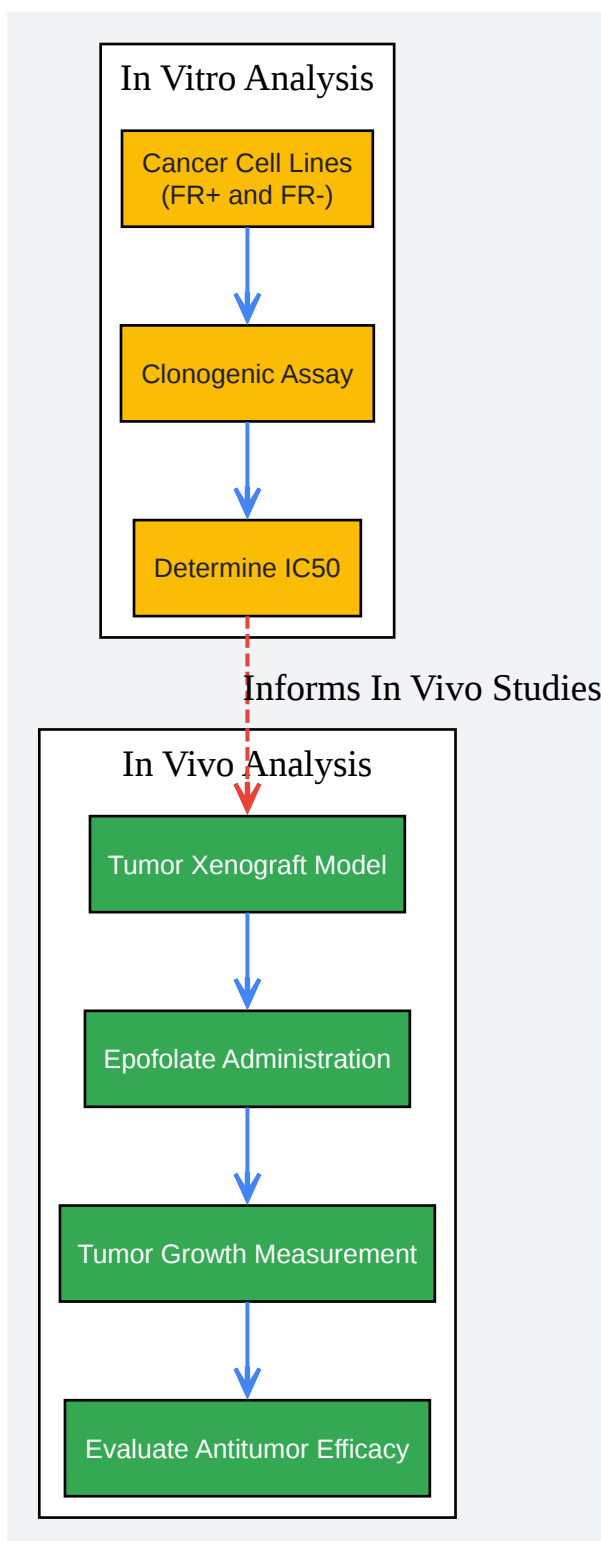 In Vitro Analysis
Cancer Cell Lines
(FR+ and FR-)
Clonogenic Assay
Determine IC50
Informs In Vivo Studies
In Vivo Analysis
Tumor Xenograft Model
Epofolate Administration
Tumor Growth Measurement
Evaluate Antitumor Efficacy